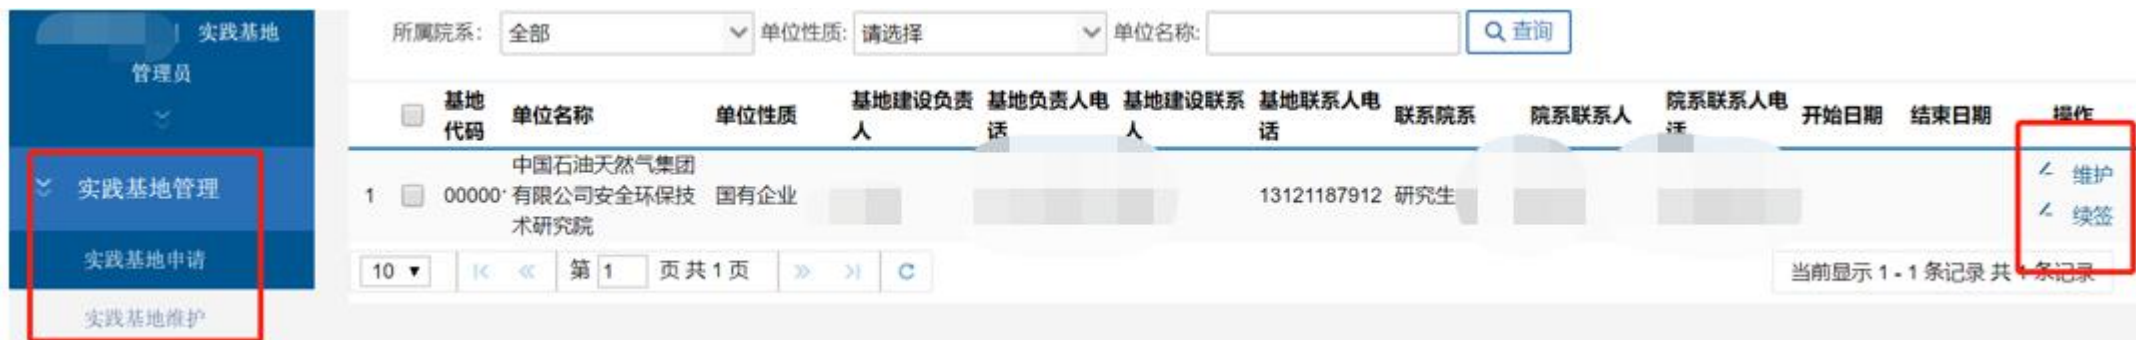 实践基地
管理员
实践基地管理
实践基地申请
实践基地维护
所属院系: 全部 单位性质: 请选择 单位名称: 查询
基地代码 单位名称 单位性质 基地建设负责人 基地负责人电话 基地建设联系人 基地联系人电话 联系院系 院系联系人 院系联系人电话 开始日期 结束日期 操作
1 00000 中国石油天然气集团有限公司安全环保技术研究院 国有企业 13121187912 研究生 维护
续签
10 第 1 页 共 1 页 当前显示 1 - 1 条记录 共 1 条记录